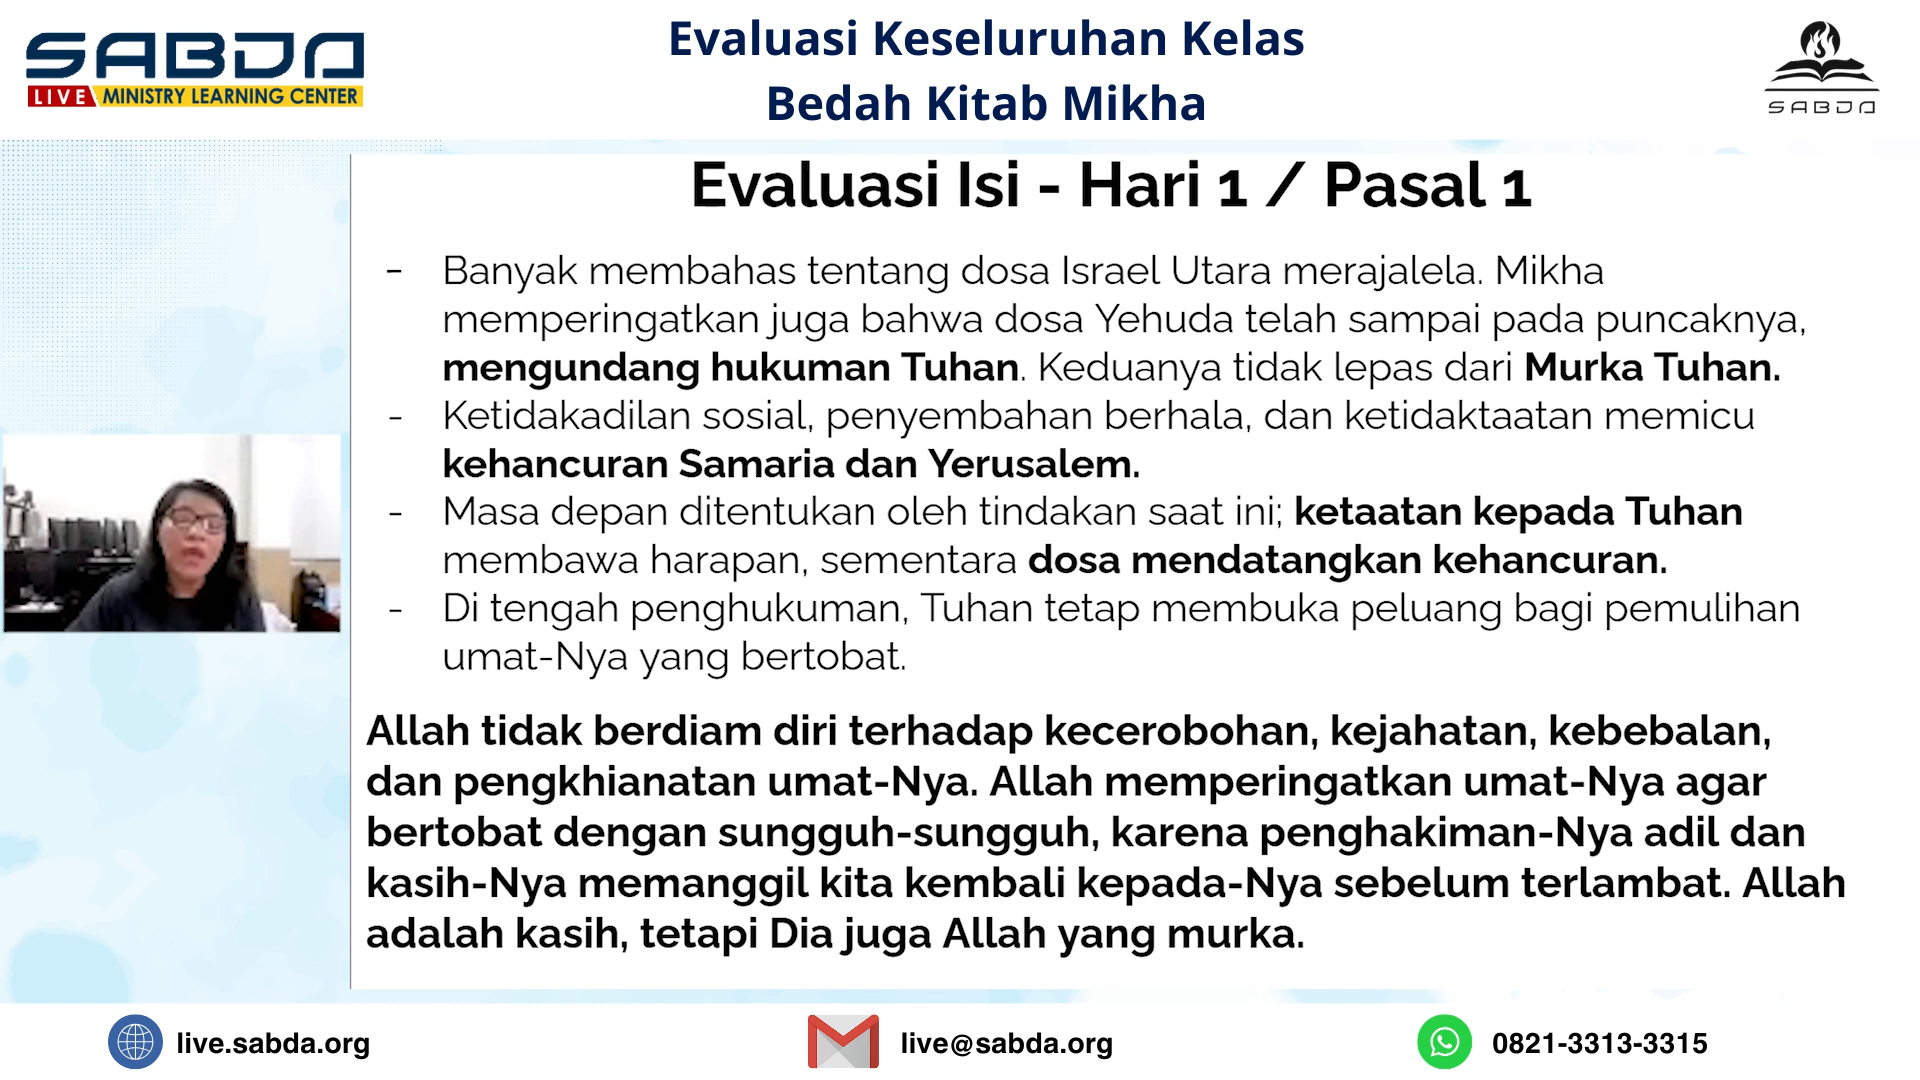 SABDA
LIVE MINISTRY LEARNING CENTER
Evaluasi Keseluruhan Kelas
Bedah Kitab Mikha
SABDA
Evaluasi Isi - Hari 1 / Pasal 1
- Banyak membahas tentang dosa Israel Utara merajalela. Mikha
memperingatkan juga bahwa dosa Yehuda telah sampai pada puncaknya,
mengundang hukuman Tuhan. Keduanya tidak lepas dari Murka Tuhan.
- Ketidakadilan sosial, penyembahan berhala, dan ketidaktaatan memicu
kehancuran Samaria dan Yerusalem.
- Masa depan ditentukan oleh tindakan saat ini; ketaatan kepada Tuhan
membawa harapan, sementara dosa mendatangkan kehancuran.
- Di tengah penghukuman, Tuhan tetap membuka peluang bagi pemulihan
umat-Nya yang bertobat.
Allah tidak berdiam diri terhadap kecerobohan, kejahatan, kebebalan,
dan pengkhianatan umat-Nya. Allah memperingatkan umat-Nya agar
bertobat dengan sungguh-sungguh, karena penghakiman-Nya adil dan
kasih-Nya memanggil kita kembali kepada-Nya sebelum terlambat. Allah
adalah kasih, tetapi Dia juga Allah yang murka.
live.sabda.org
live@sabda.org
0821-3313-3315